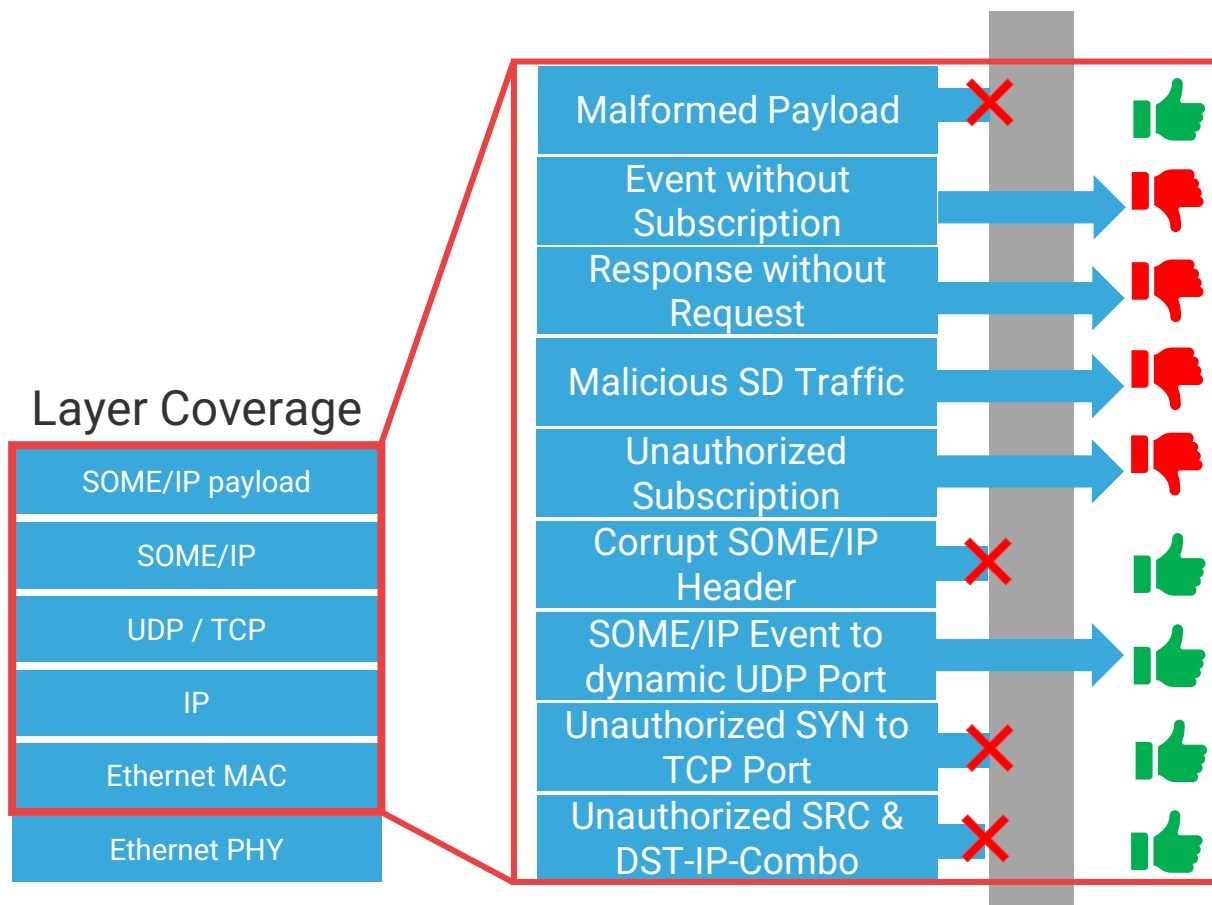 Layer Coverage
SOME/IP payload
SOME/IP
UDP / TCP
IP
Ethernet MAC
Ethernet PHY
Malformed Payload
Event without
Subscription
Response without
Request
Malicious SD Traffic
Unauthorized
Subscription
Corrupt SOME/IP
Header
SOME/IP Event to
dynamic UDP Port
Unauthorized SYN to
TCP Port
Unauthorized SRC &
DST-IP-Combo